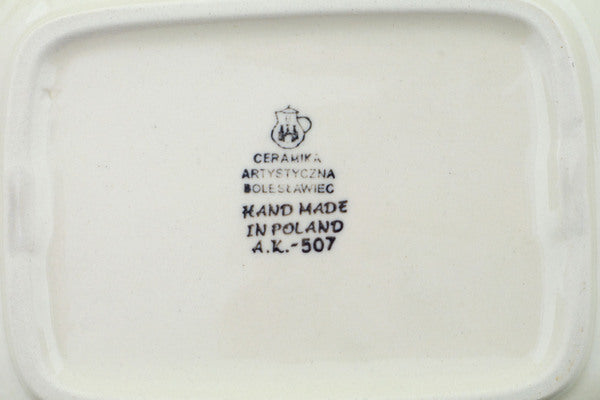 CERAMIKA
ARTYSTYCZNA
BOLESŁAWIEC
HAND MADE
IN POLAND
A.K.-507